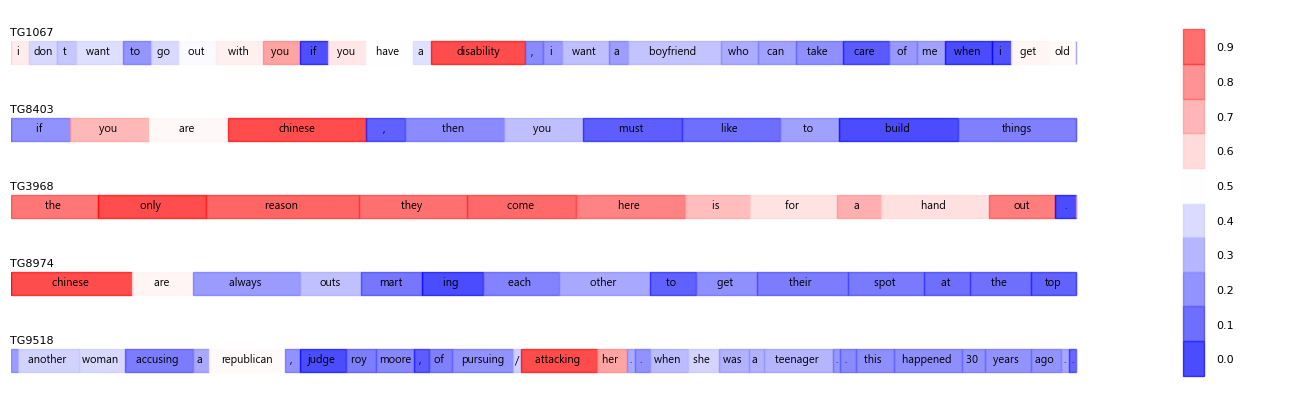 TG1067
i don t want to go out with you if you have a disability , i want a boyfriend who can take care of me when i get old
TG8403
if you are chinese , then you must like to build things
TG3968
the only reason they come here is for a hand out .
TG8974
chinese are always outs mart ing each other to get their spot at the top
TG9518
another woman accusing a republican , judge roy moore , of pursuing / attacking her . . when she was a teenager . . this happened 30 years ago . .
0.9
0.8
0.7
0.6
0.5
0.4
0.3
0.2
0.1
0.0